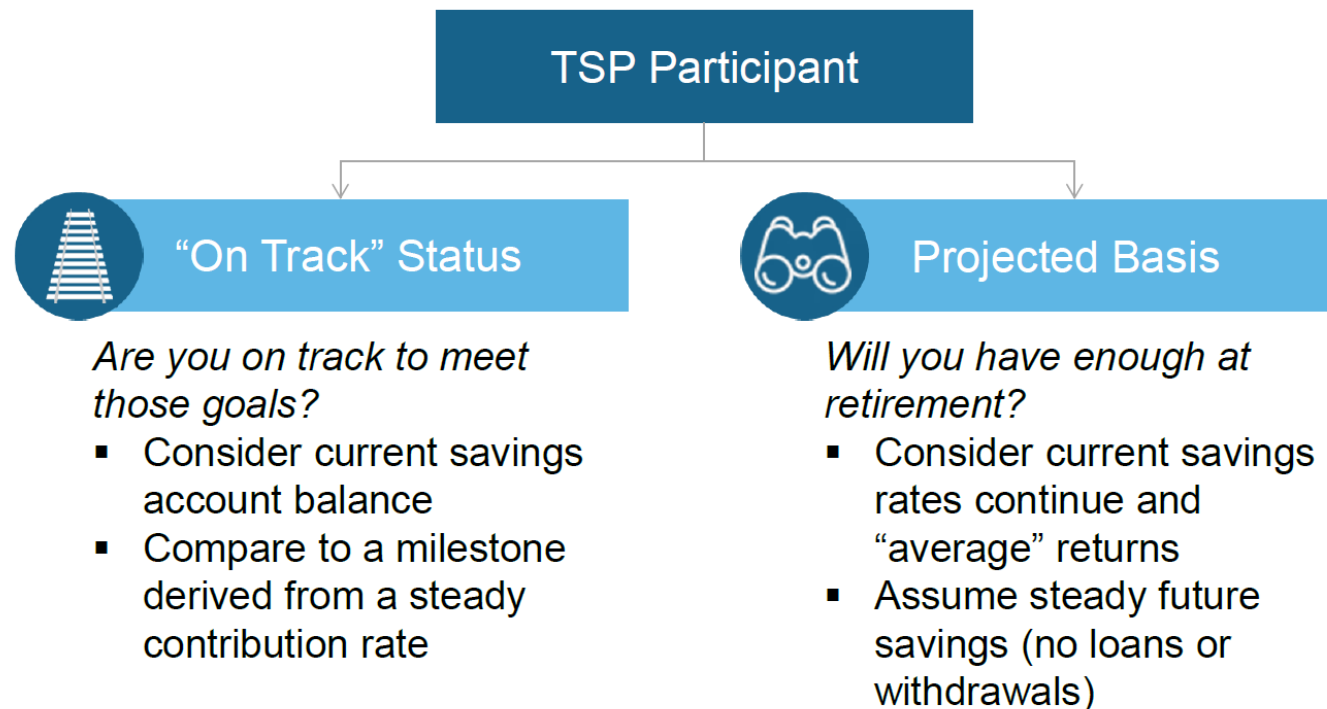 TSP Participant
“On Track” Status
Are you on track to meet
those goals?
▪ Consider current savings
account balance
▪ Compare to a milestone
derived from a steady
contribution rate
Projected Basis
Will you have enough at
retirement?
▪ Consider current savings
rates continue and
“average” returns
▪ Assume steady future
savings (no loans or
withdrawals)